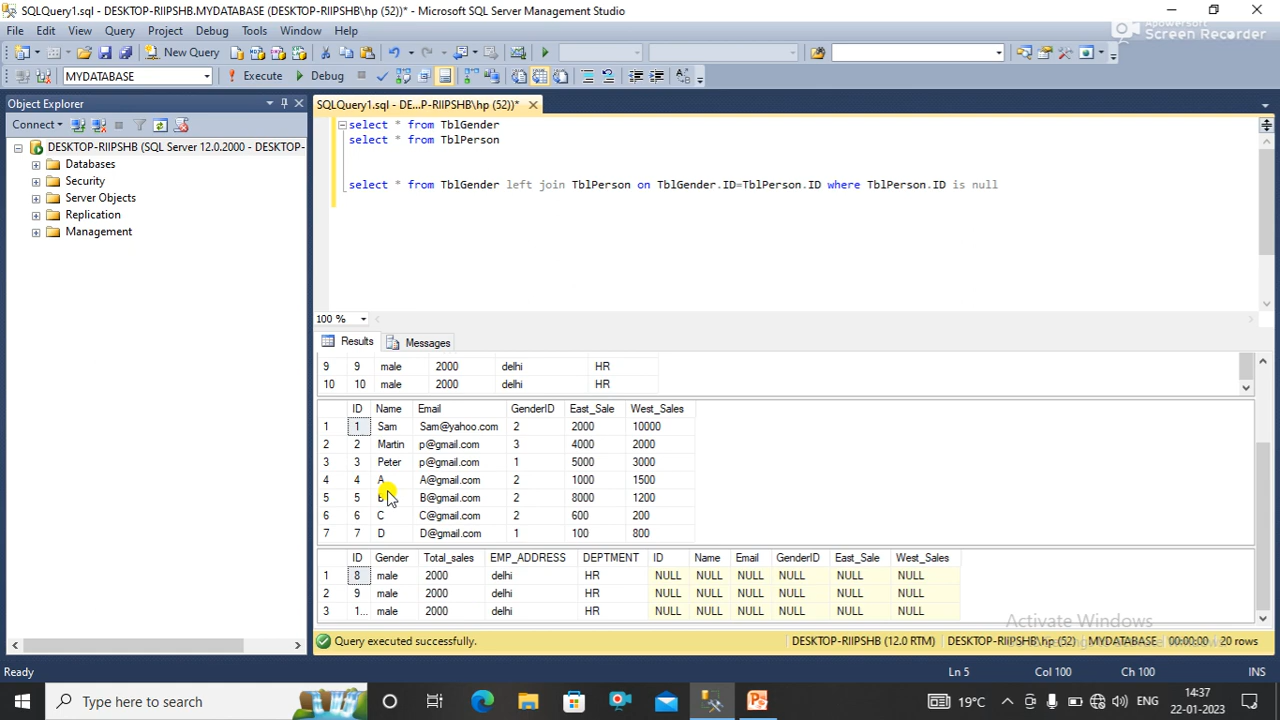 SQLQuery1.sql - DESKTOP-RIIPSHB.MYDATABASE (DESKTOP-RIIPSHB\hp (52))* - Microsoft SQL Server Management Studio
Apowersoft
Screen Recorder
File Edit View Query Project Debug Tools Window Help
New Query
MYDATABASE Execute Debug
Object Explorer
SQLQuery1.sql - DE...P-RIIPSHB\hp (52))*
Connect
DESKTOP-RIIPSHB (SQL Server 12.0.2000 - DESKTOP-
Databases
Security
Server Objects
Replication
Management
select * from TblGender
select * from TblPerson
select * from TblGender left join TblPerson on TblGender.ID=TblPerson.ID where TblPerson.ID is null
100 %
Results Messages
9 9 male 2000 delhi HR
10 10 male 2000 delhi HR
ID Name Email GenderID East_Sale West_Sales
1 1 Sam Sam@yahoo.com 2 2000 10000
2 2 Martin p@gmail.com 3 4000 2000
3 3 Peter p@gmail.com 1 5000 3000
4 4 A A@gmail.com 2 1000 1500
5 5 B B@gmail.com 2 8000 1200
6 6 C C@gmail.com 2 600 200
7 7 D D@gmail.com 1 100 800
ID Gender Total_sales EMP_ADDRESS DEPTMENT ID Name Email GenderID East_Sale West_Sales
1 8 male 2000 delhi HR NULL NULL NULL NULL NULL NULL
2 9 male 2000 delhi HR NULL NULL NULL NULL NULL NULL
3 1... male 2000 delhi HR NULL NULL NULL NULL NULL NULL
Activate Windows
Query executed successfully. DESKTOP-RIIPSHB (12.0 RTM) DESKTOP-RIIPSHB\hp (52) MYDATABASE 00:00:00 20 rows
Ready Ln 5 Col 100 Ch 100 INS
Type here to search 19°C ENG 14:37
22-01-2023